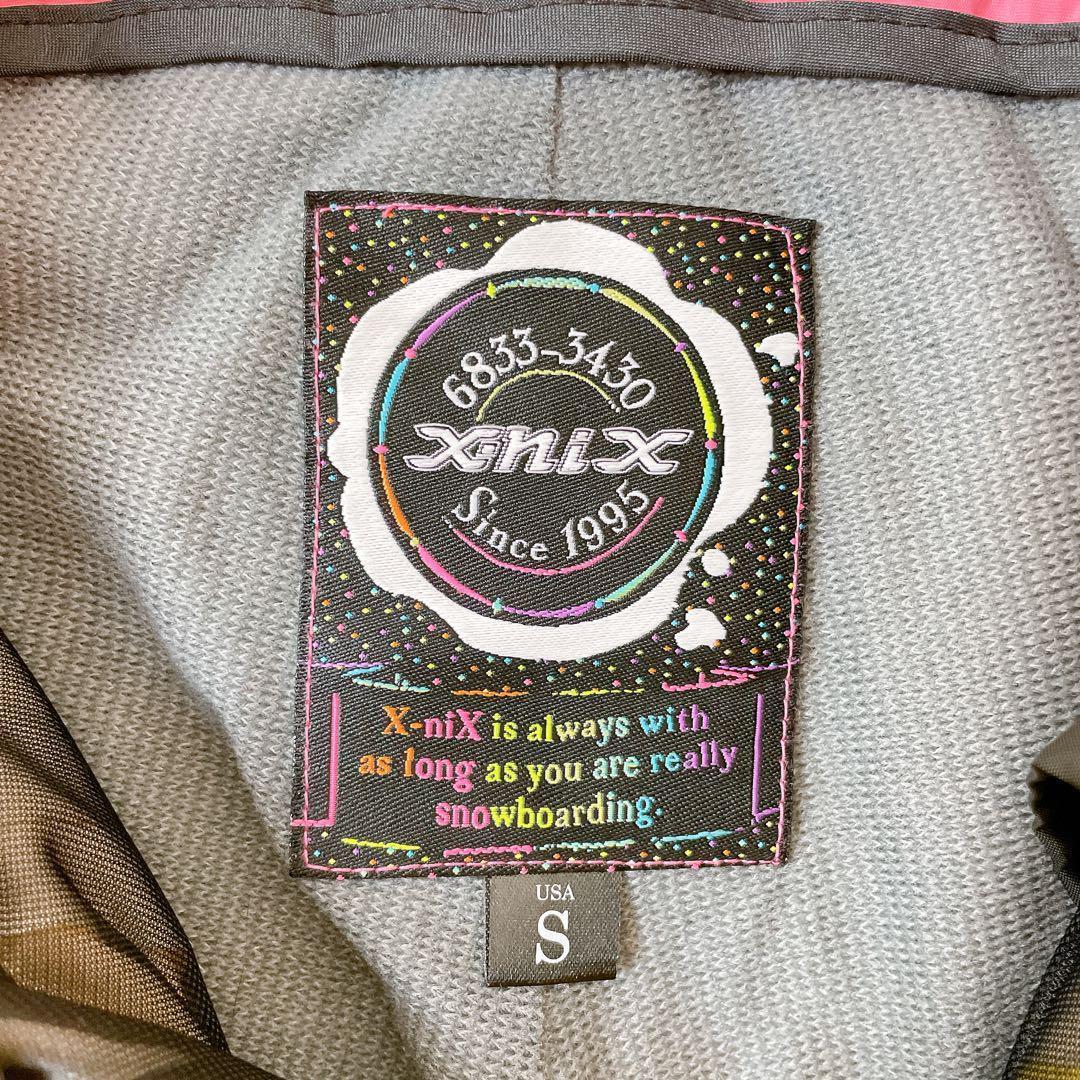 6833-3430
X-niX
Since 1995
X-niX is always with
as long as you are really
snowboarding.
USA
S